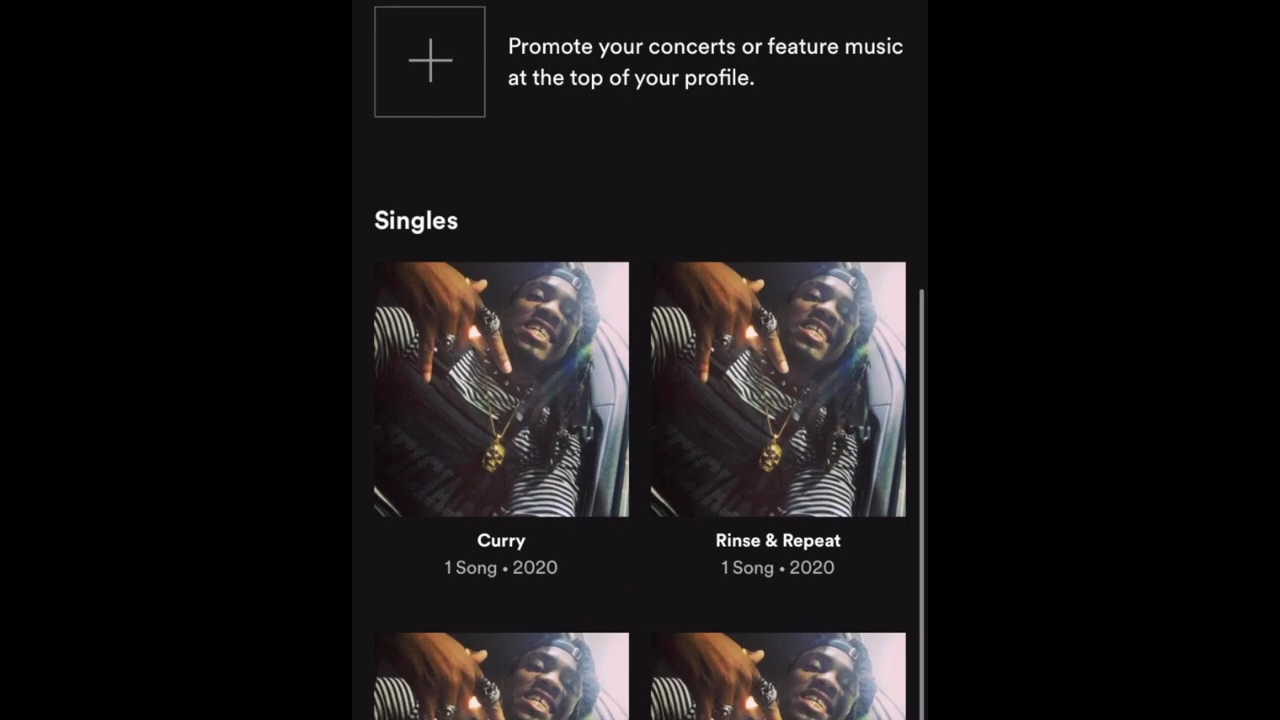 Promote your concerts or feature music
at the top of your profile.
Singles
Curry
1 Song • 2020
Rinse & Repeat
1 Song • 2020